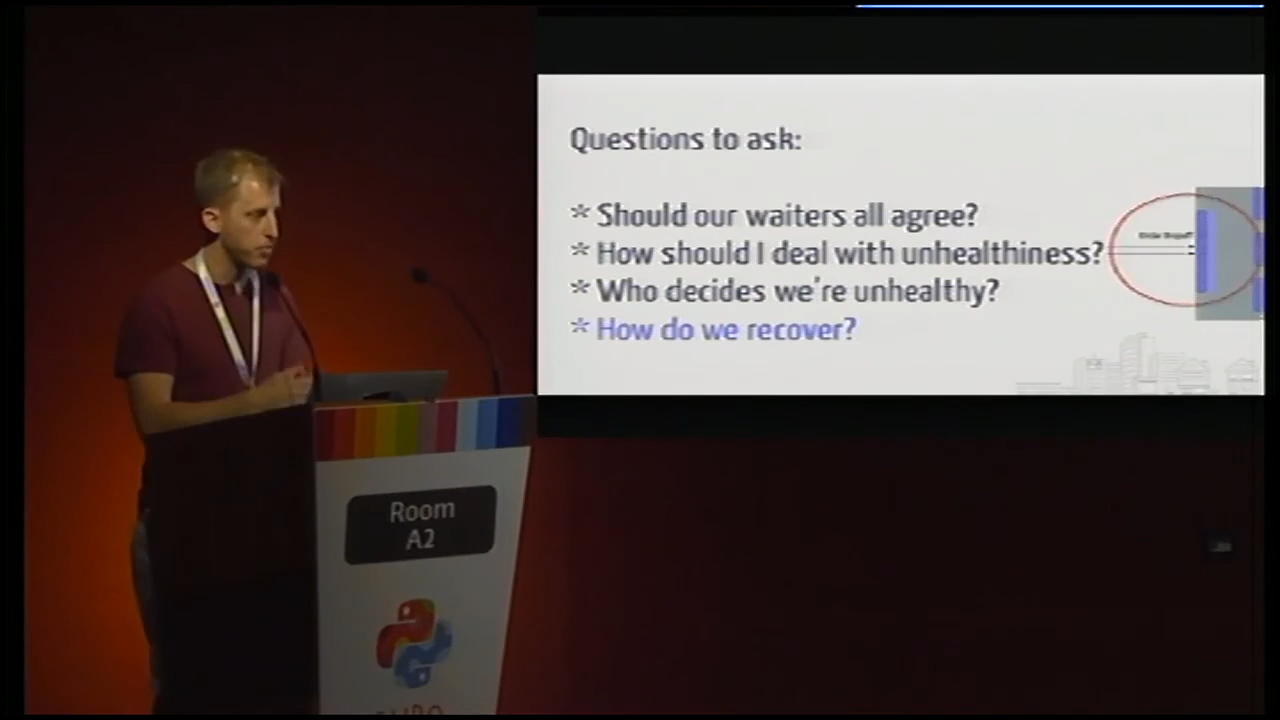 Questions to ask:
* Should our waiters all agree?
* How should I deal with unhealthiness?
* Who decides we're unhealthy?
* How do we recover?
Room
A2
EURO